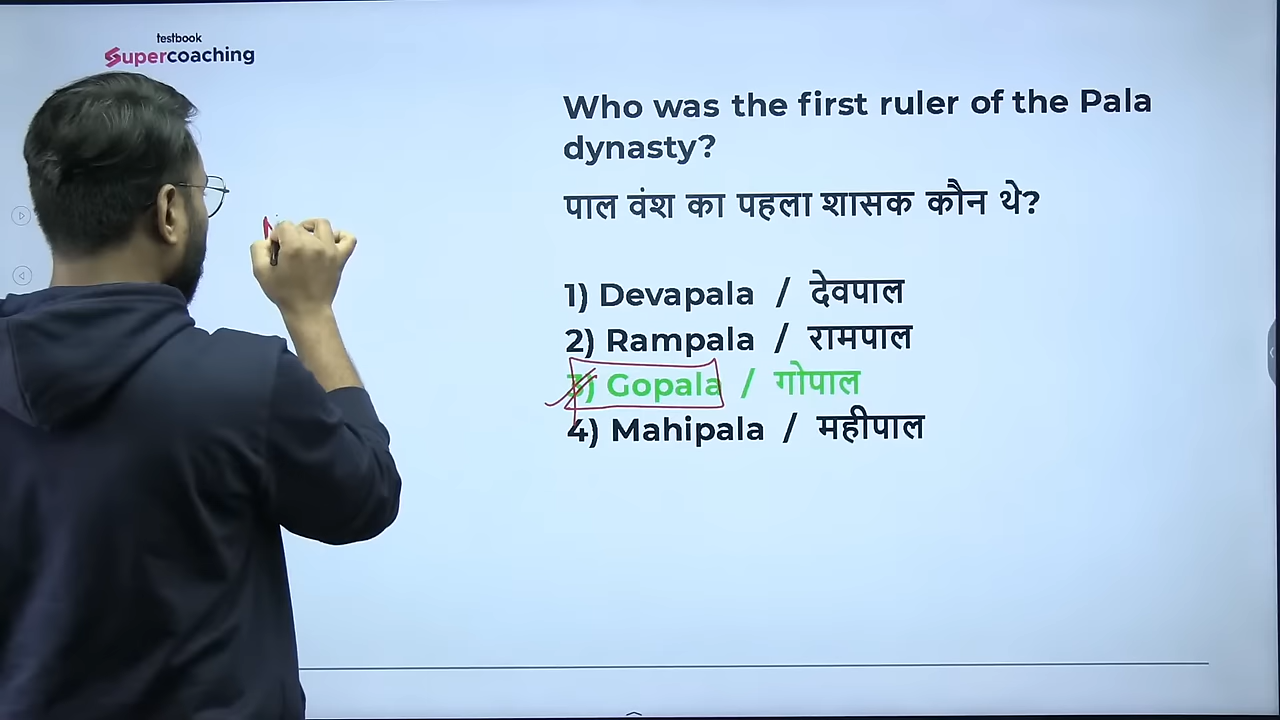 testbook
Supercoaching
Who was the first ruler of the Pala
dynasty?
पाल वंश का पहला शासक कौन थे?
1) Devapala / देवपाल
2) Rampala / रामपाल
3) Gopala / गोपाल
4) Mahipala / महीपाल